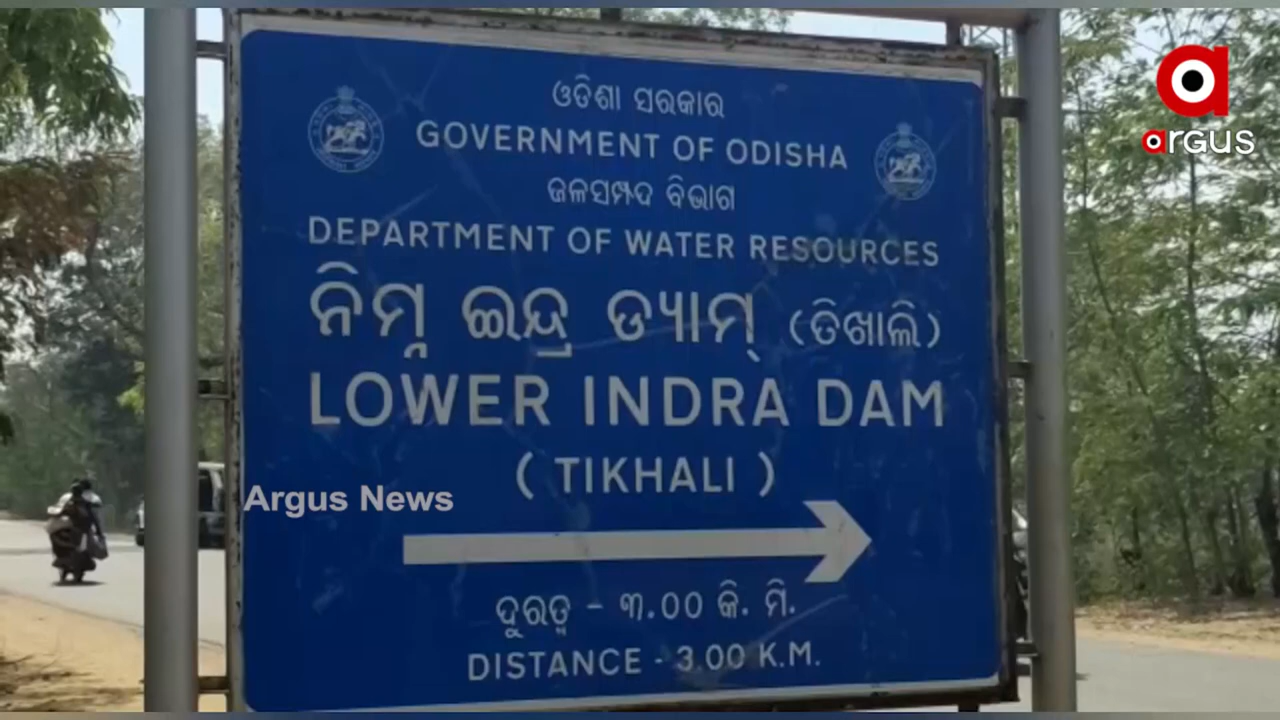 ଓଡିଶା ସରକାର
GOVERNMENT OF ODISHA
ଜଳସମ୍ପଦ ବିଭାଗ
DEPARTMENT OF WATER RESOURCES
ନିମ୍ନ ଇନ୍ଦ୍ର ଡ୍ୟାମ୍ (ତିଖାଲି)
LOWER INDRA DAM
( TIKHALI )
Argus News
ଦୁରତ୍ୱ - ୩.00 କି. ମି.
DISTANCE - 3.00 K.M.
argus